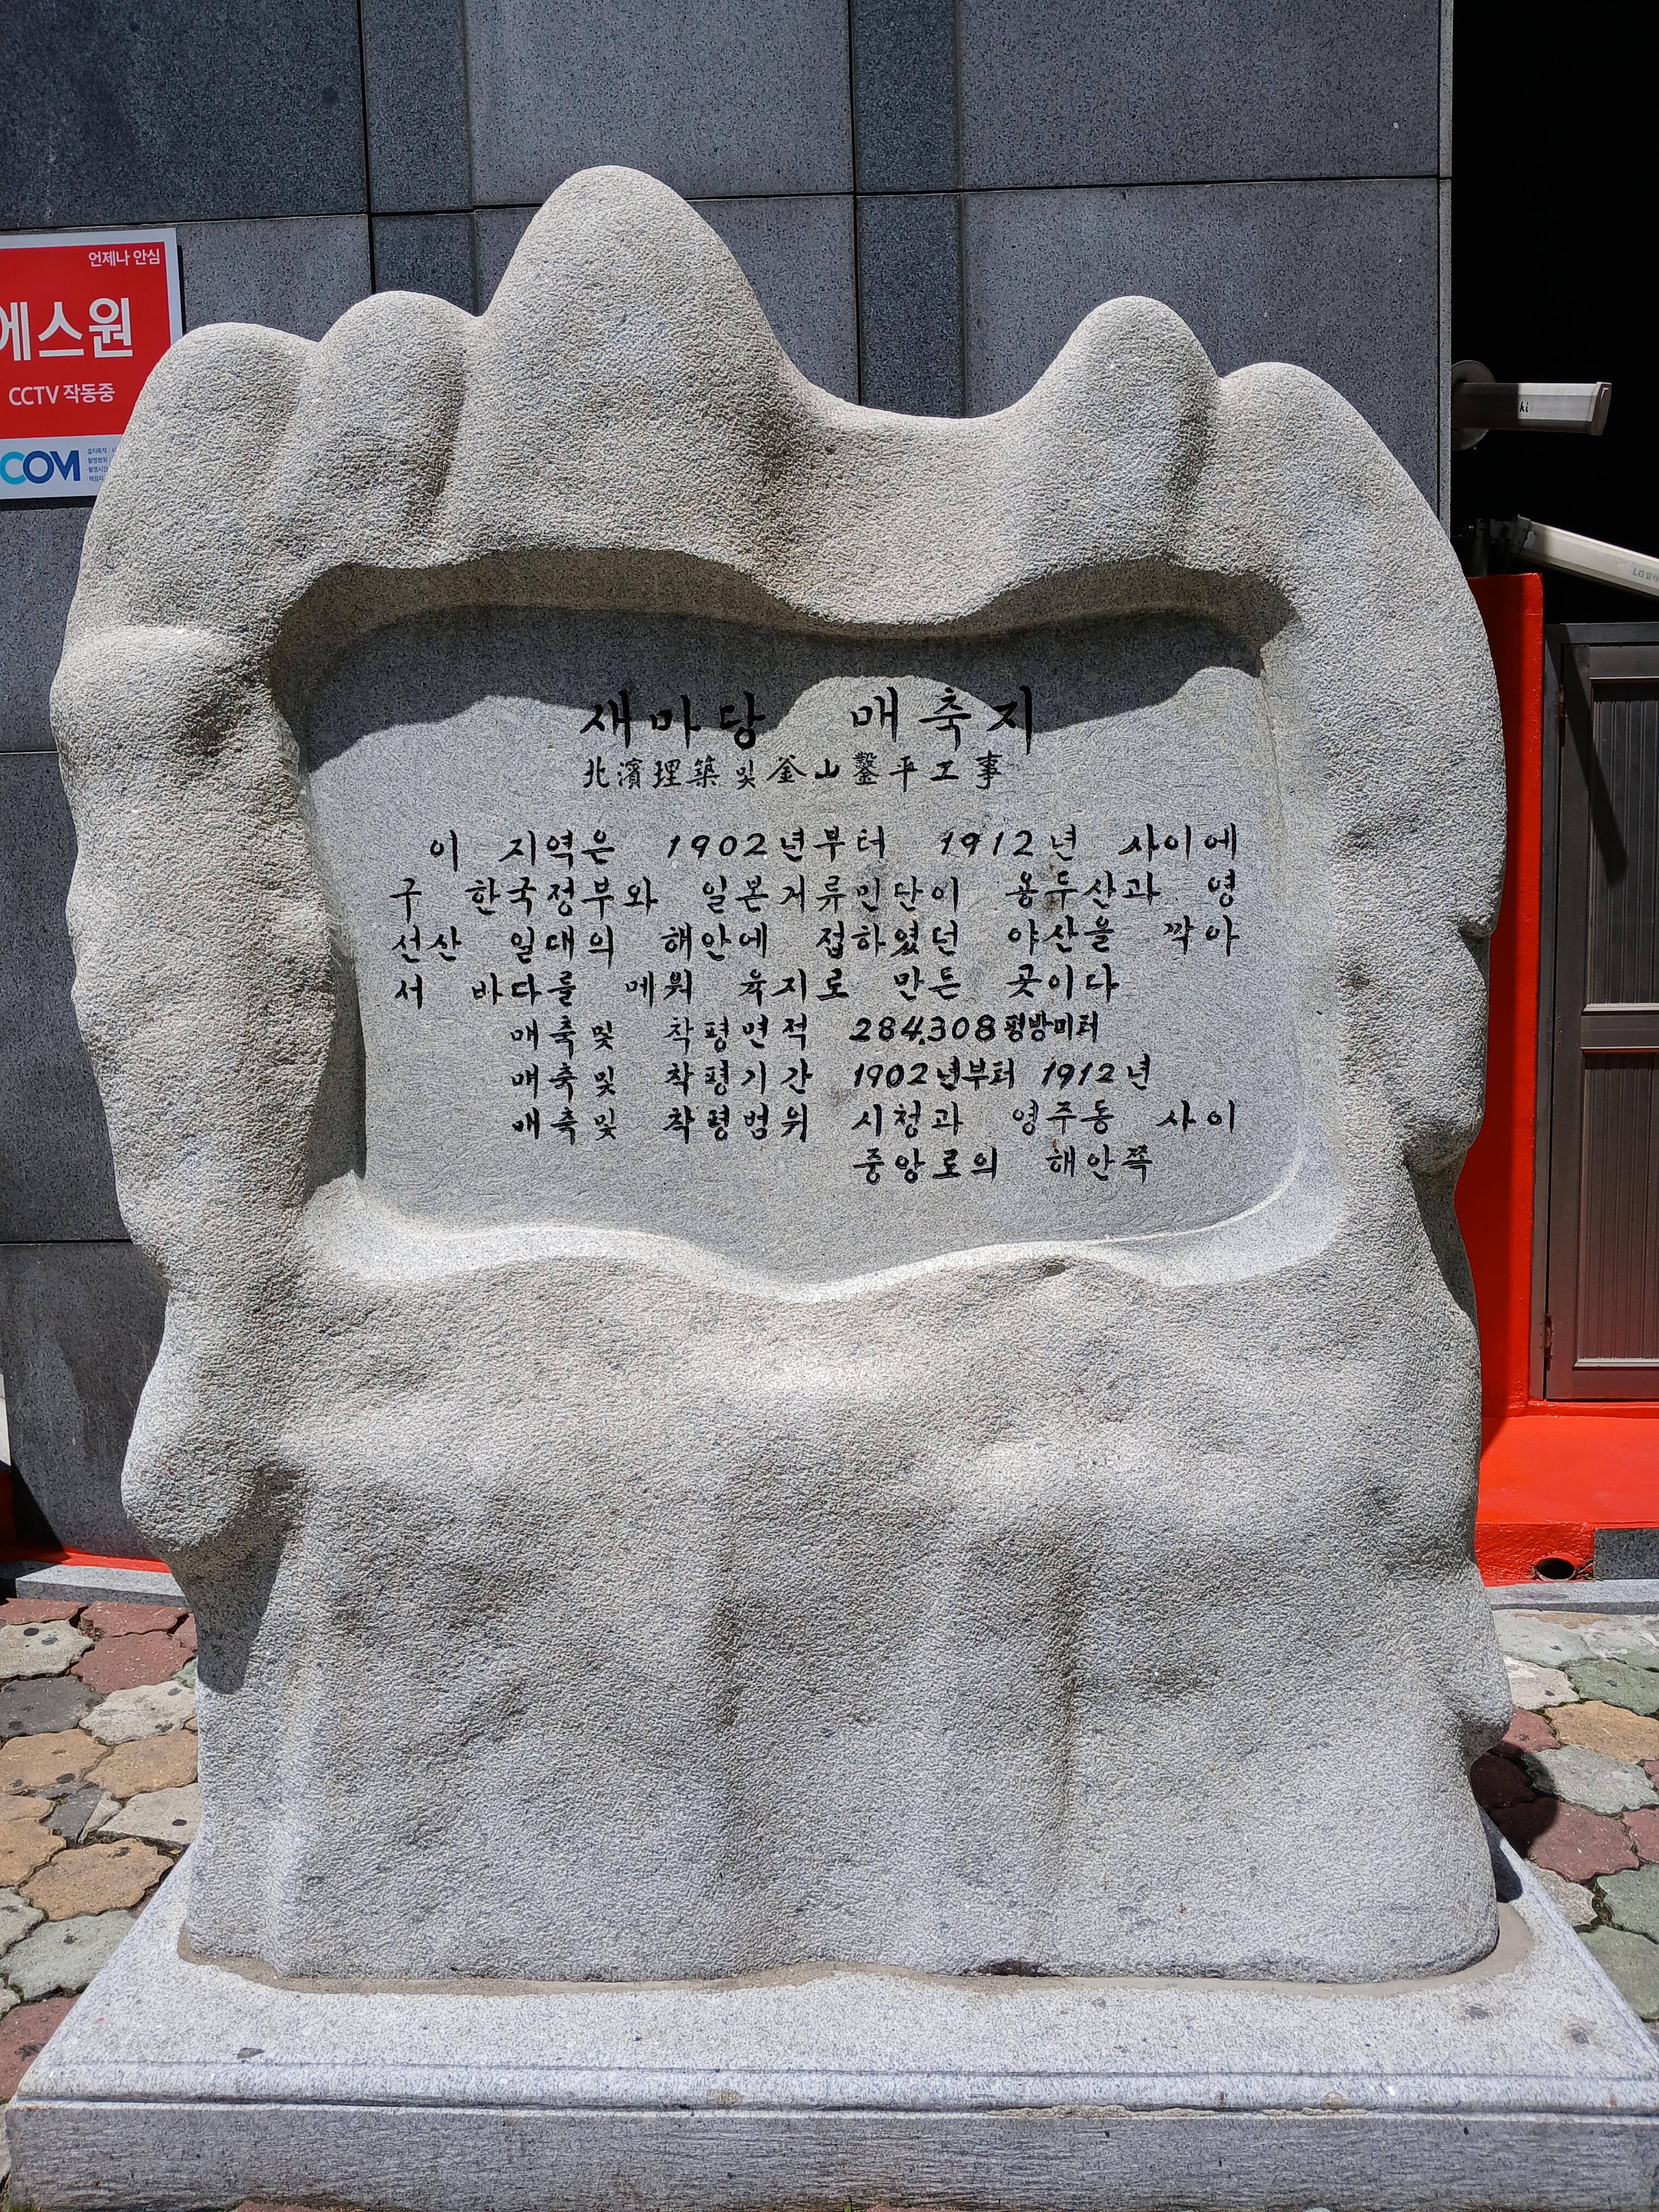 언제나 안심
에스원
CCTV 작동중
COM
새마당 매축지
北濱埋築 및 釜山鑿平工事
이 지역은 1902년부터 1912년 사이에
구 한국정부와 일본거류민단이 용두산과 영
선산 일대의 해안에 접하였던 야산을 깍아
서 바다를 메워 육지로 만든 곳이다
매축및 착평면적 284,308평방미터
매축및 착평기간 1902년부터 1912년
매축및 착평범위 시청과 영주동 사이
중앙로의 해안쪽